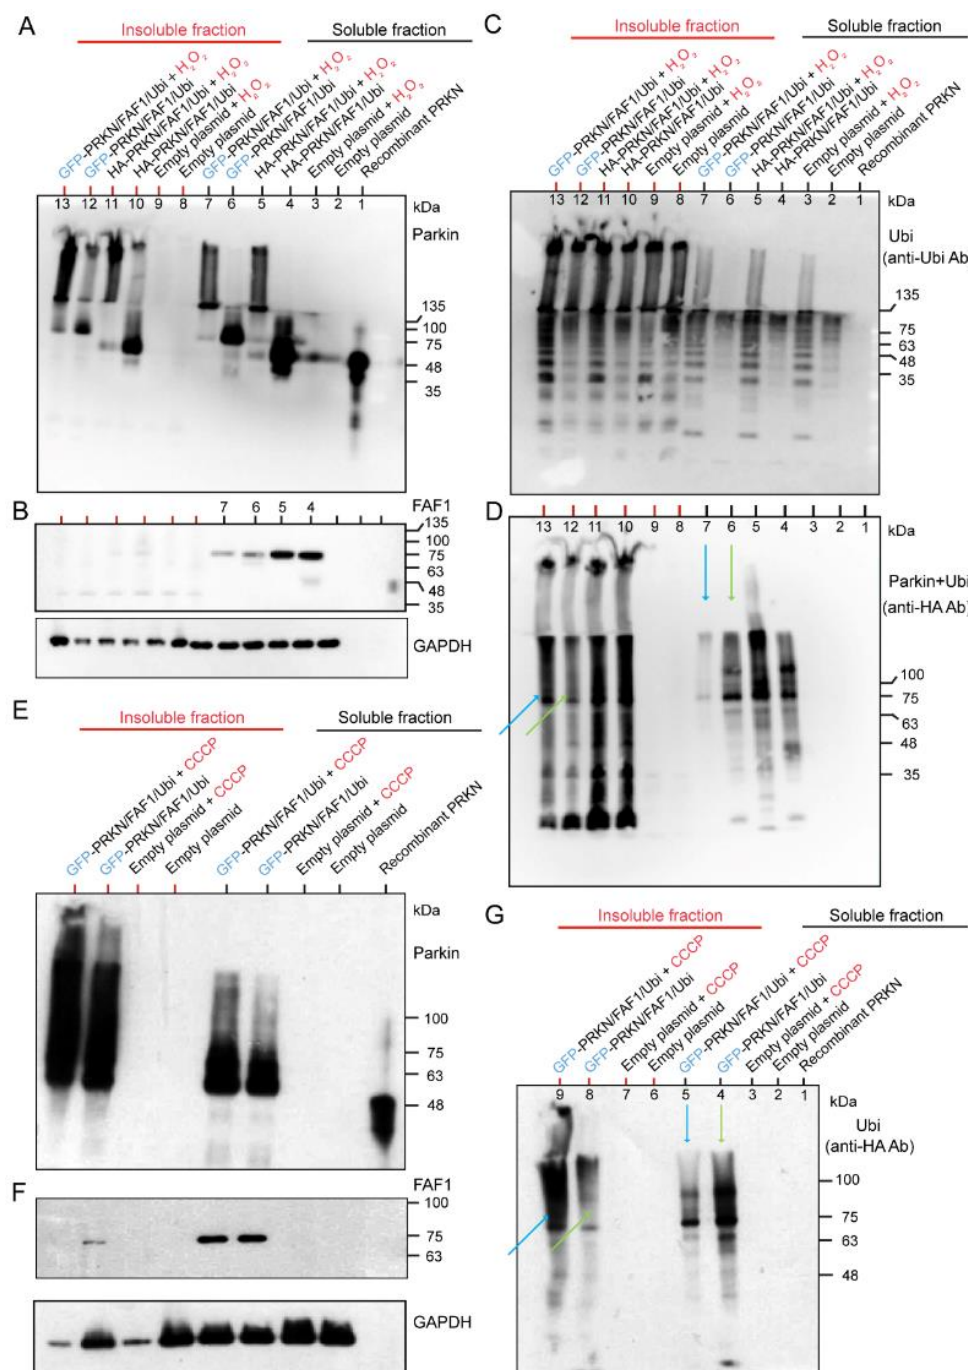 A
Insoluble fraction
Soluble fraction
GFP-PRKN/FAF1/Ubi + H2O2
GFP-PRKN/FAF1/Ubi
HA-PRKN/FAF1/Ubi + H2O2
HA-PRKN/FAF1/Ubi
Empty plasmid + H2O2
Empty plasmid
GFP-PRKN/FAF1/Ubi + H2O2
GFP-PRKN/FAF1/Ubi
HA-PRKN/FAF1/Ubi + H2O2
HA-PRKN/FAF1/Ubi
Empty plasmid + H2O2
Empty plasmid
Recombinant PRKN
13 12 11 10 9 8 7 6 5 4 3 2 1
kDa
Parkin
135
100
75
48
35
B
7 6 5 4
FAF1
135
100
75
63
48
35
GAPDH
C
Insoluble fraction
Soluble fraction
GFP-PRKN/FAF1/Ubi + H2O2
GFP-PRKN/FAF1/Ubi
HA-PRKN/FAF1/Ubi + H2O2
HA-PRKN/FAF1/Ubi
Empty plasmid + H2O2
Empty plasmid
GFP-PRKN/FAF1/Ubi + H2O2
GFP-PRKN/FAF1/Ubi
HA-PRKN/FAF1/Ubi + H2O2
HA-PRKN/FAF1/Ubi
Empty plasmid + H2O2
Empty plasmid
Recombinant PRKN
13 12 11 10 9 8 7 6 5 4 3 2 1
kDa
Ubi
(anti-Ubi Ab)
135
75
63
48
35
D
13 12 11 10 9 8 7 6 5 4 3 2 1
kDa
Parkin+Ubi
(anti-HA Ab)
100
75
63
48
35
E
Insoluble fraction
Soluble fraction
GFP-PRKN/FAF1/Ubi + CCCP
GFP-PRKN/FAF1/Ubi
Empty plasmid + CCCP
Empty plasmid
GFP-PRKN/FAF1/Ubi + CCCP
GFP-PRKN/FAF1/Ubi
Empty plasmid + CCCP
Empty plasmid
Recombinant PRKN
kDa
Parkin
100
75
63
48
F
FAF1
100
75
63
GAPDH
G
Insoluble fraction
Soluble fraction
GFP-PRKN/FAF1/Ubi + CCCP
GFP-PRKN/FAF1/Ubi
Empty plasmid + CCCP
Empty plasmid
GFP-PRKN/FAF1/Ubi + CCCP
GFP-PRKN/FAF1/Ubi
Empty plasmid + CCCP
Empty plasmid
Recombinant PRKN
9 8 7 6 5 4 3 2 1
kDa
Ubi
(anti-HA Ab)
100
75
63
48